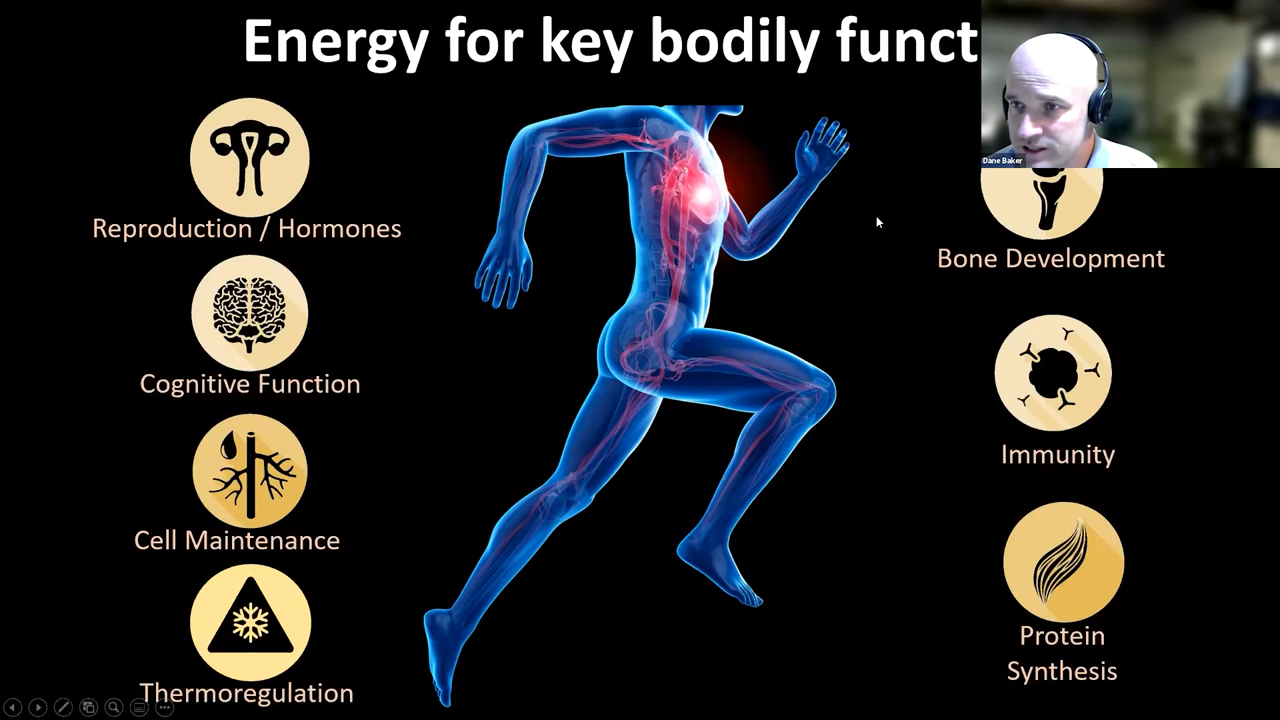 Energy for key bodily funct
Dane Baker
Reproduction / Hormones
Bone Development
Cognitive Function
Immunity
Cell Maintenance
Protein
Synthesis
Thermoregulation